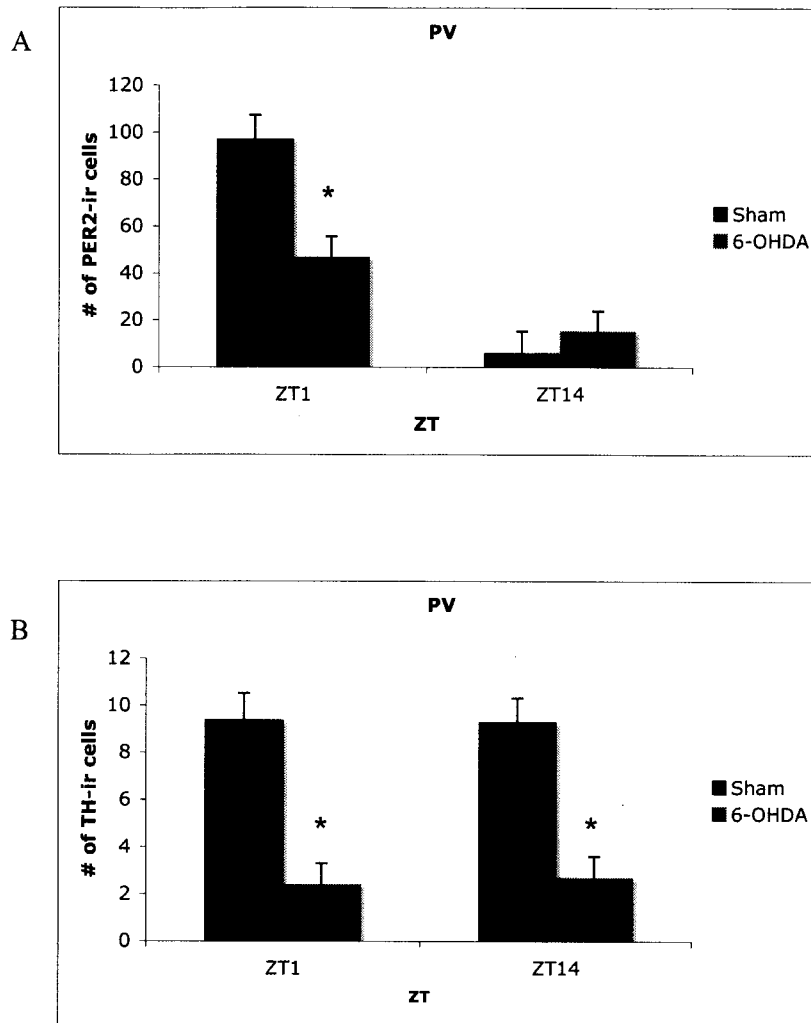 A
PV
120
100
80
60
40
20
0
# of PER2-ir cells
*
ZT1
ZT14
ZT
Sham
6-OHDA
B
PV
12
10
8
6
4
2
0
# of TH-ir cells
*
*
ZT1
ZT14
ZT
Sham
6-OHDA